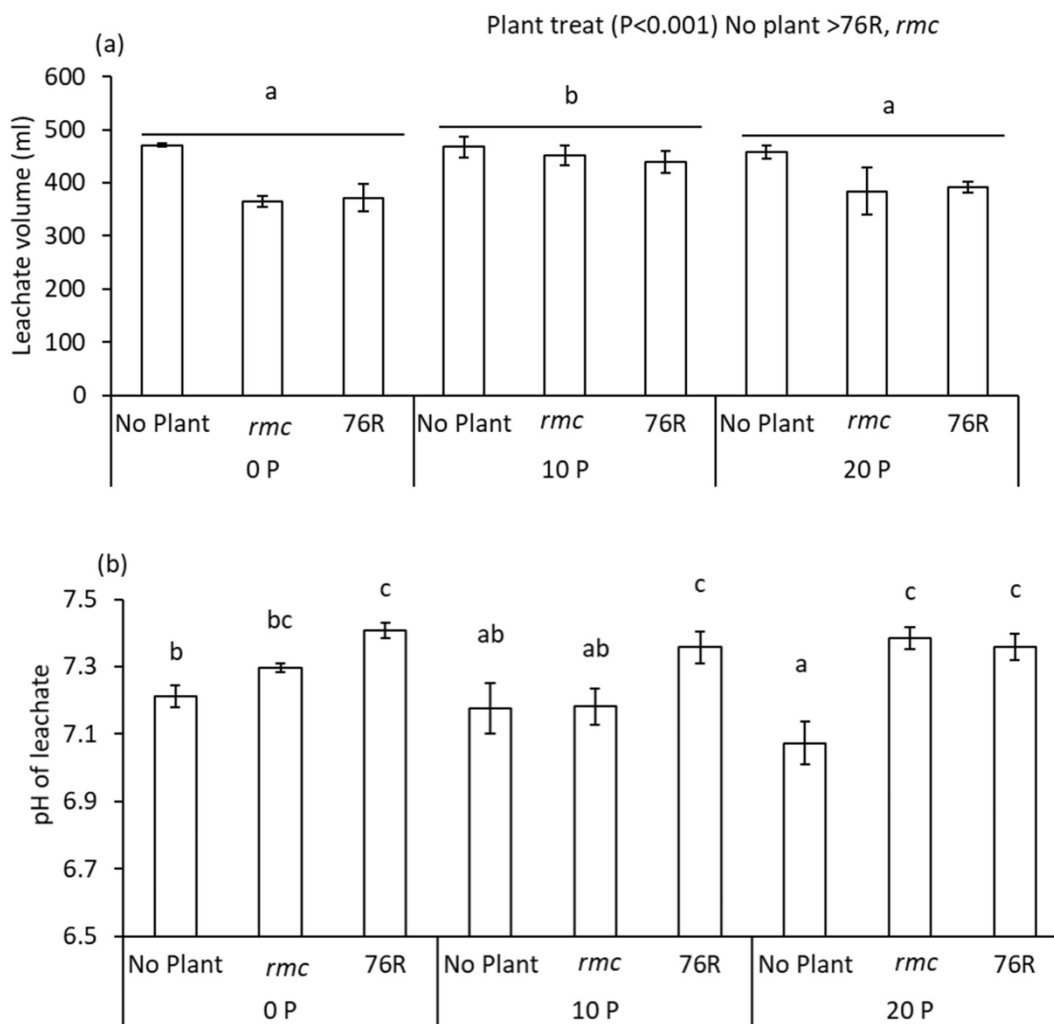 Plant treat (P<0.001) No plant >76R, rmc
(a)
600
500
400
300
200
100
0
Leachate volume (ml)
a
b
a
No Plant rmc 76R No Plant rmc 76R No Plant rmc 76R
0 P 10 P 20 P
(b)
7.5
7.3
7.1
6.9
6.7
6.5
pH of leachate
b bc c ab ab c a c c
No Plant rmc 76R No Plant rmc 76R No Plant rmc 76R
0 P 10 P 20 P